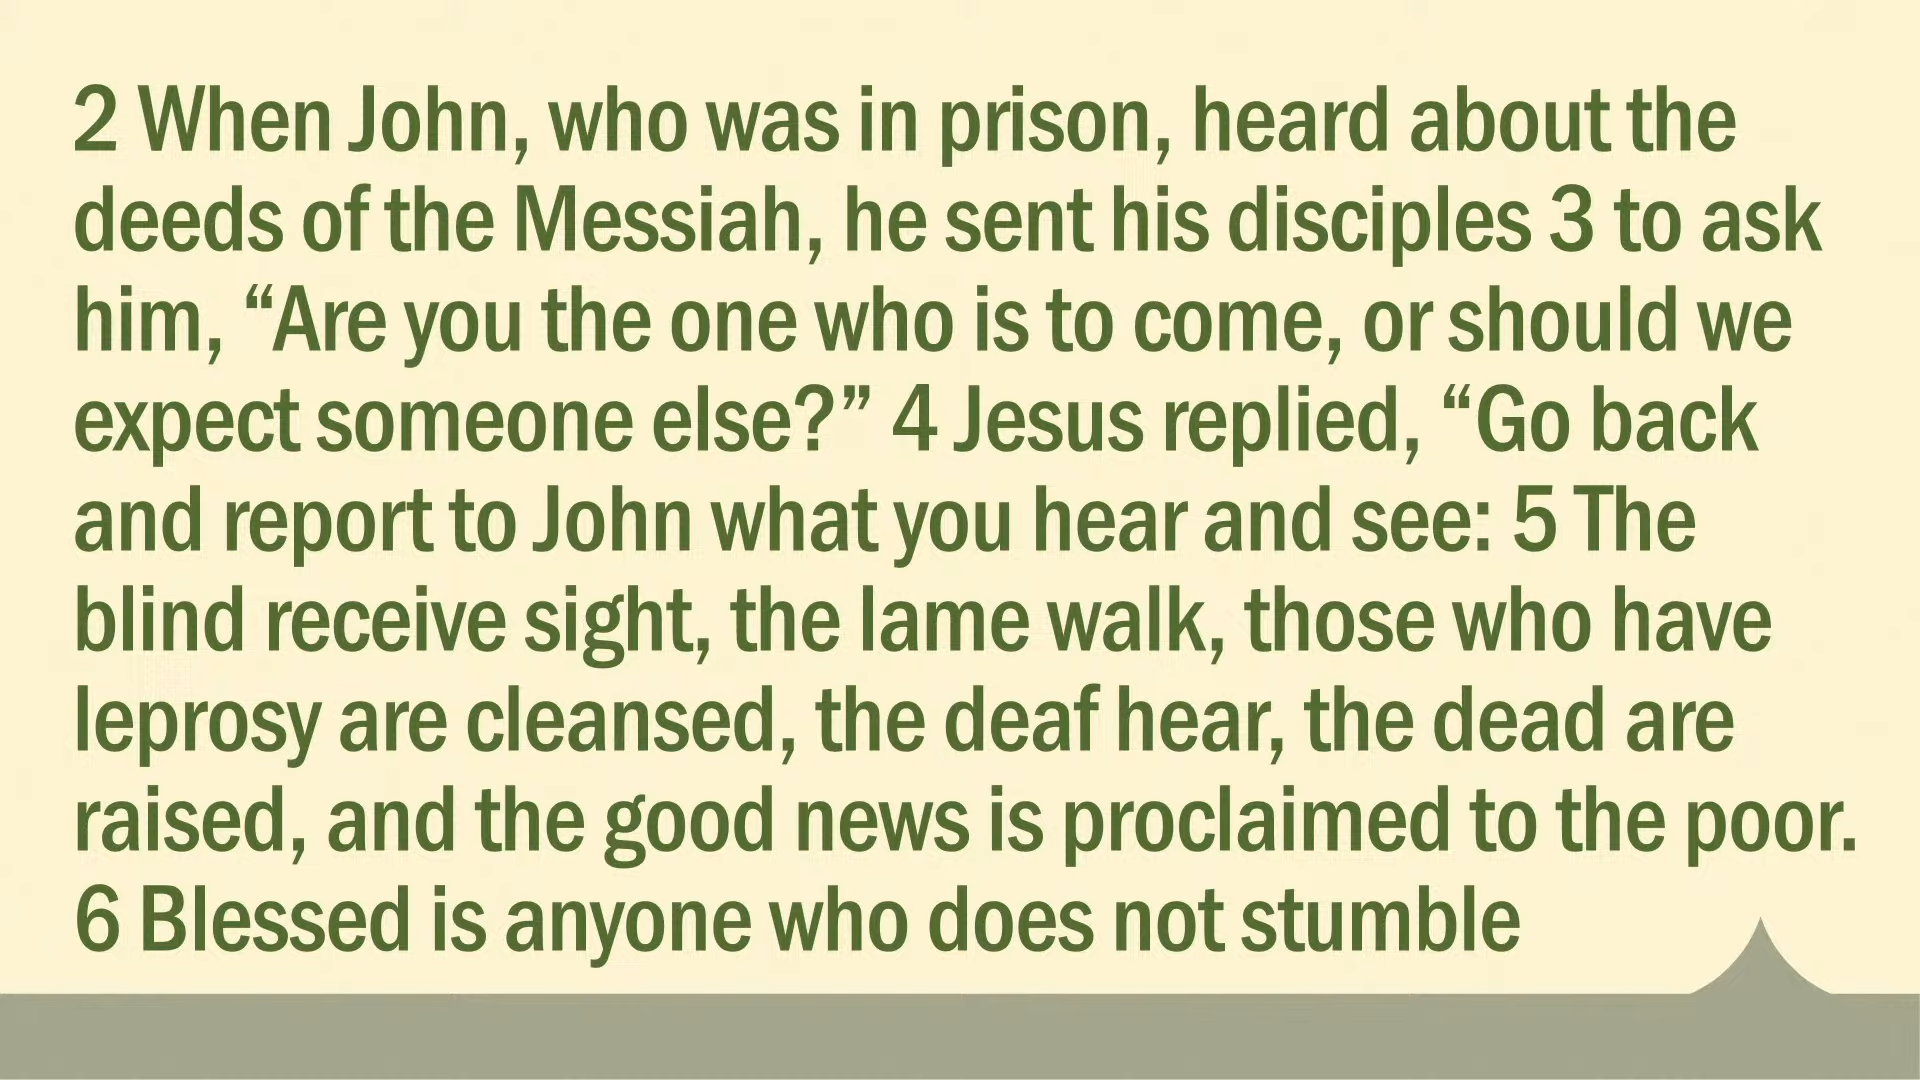 2 When John, who was in prison, heard about the
deeds of the Messiah, he sent his disciples 3 to ask
him, “Are you the one who is to come, or should we
expect someone else?” 4 Jesus replied, “Go back
and report to John what you hear and see: 5 The
blind receive sight, the lame walk, those who have
leprosy are cleansed, the deaf hear, the dead are
raised, and the good news is proclaimed to the poor.
6 Blessed is anyone who does not stumble